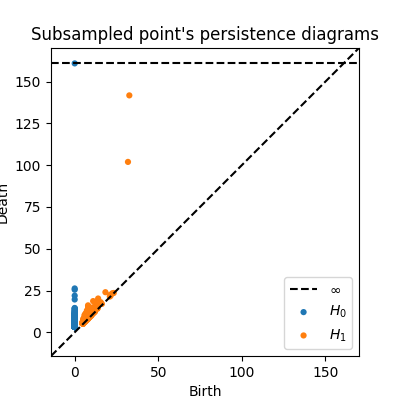 Subsampled point's persistence diagrams
Death
150
125
100
75
50
25
0
∞
H₀
H₁
0 50 100 150
Birth